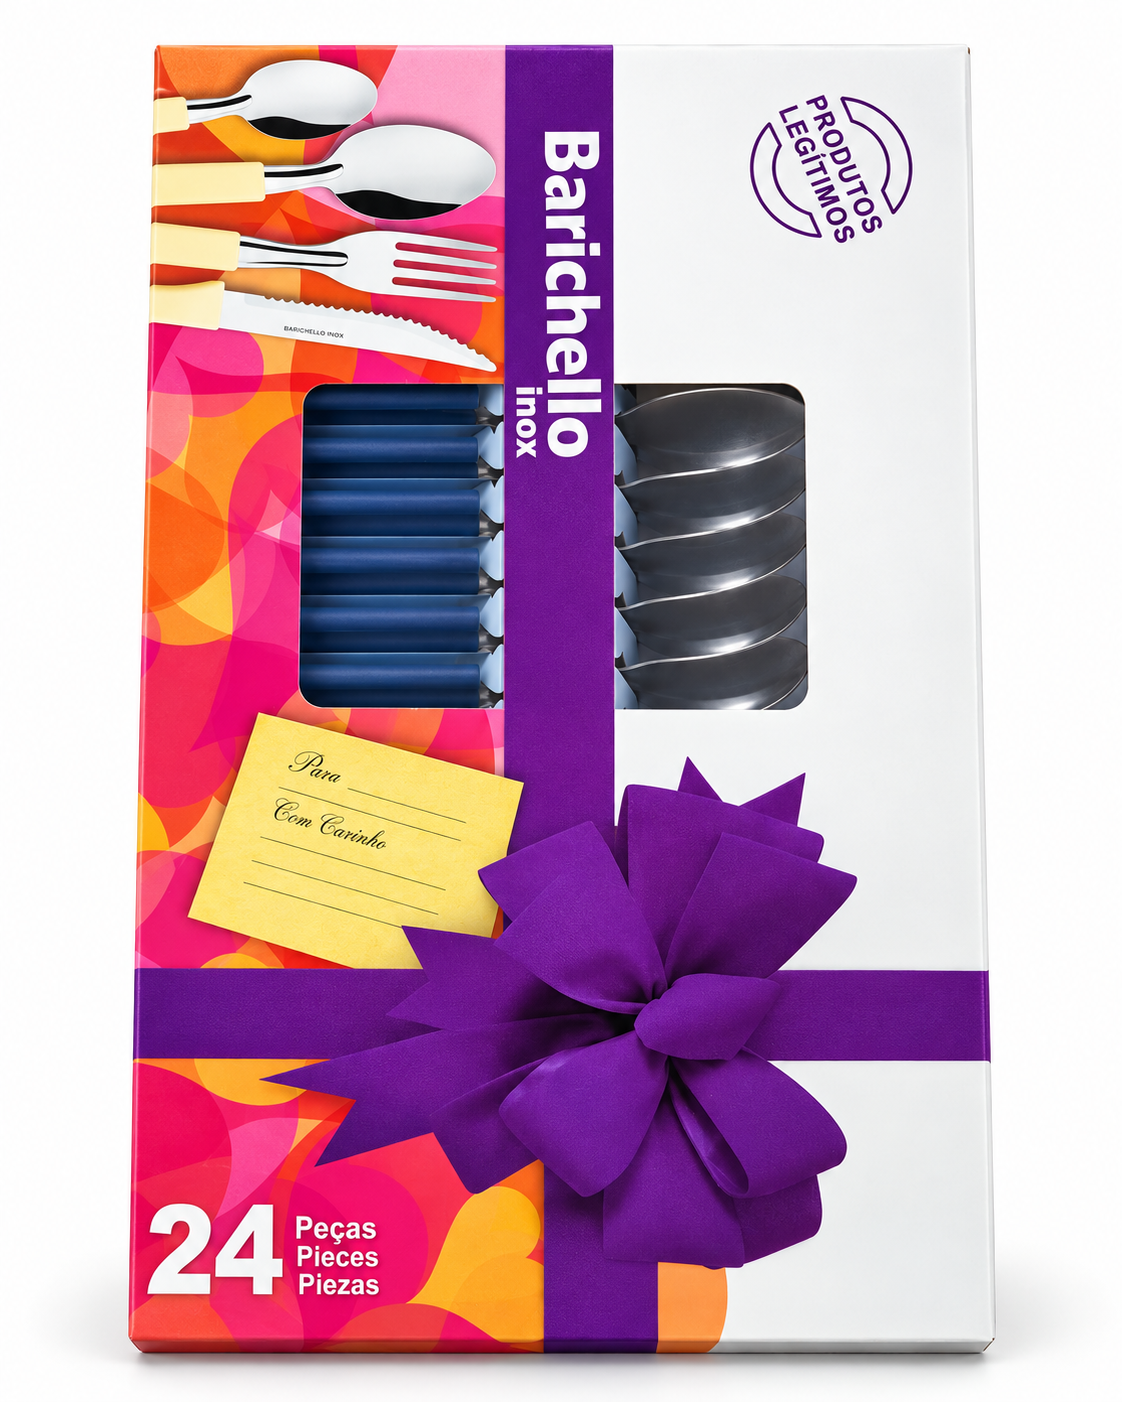 PRODUTOS
LEGÍTIMOS
Barichello
inox
BARICHELLO INOX
Para
Com Carinho
24
Peças
Pieces
Piezas